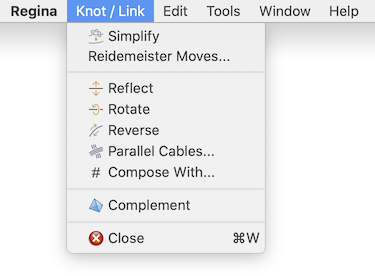 Regina Knot / Link Edit Tools Window Help
Simplify
Reidemeister Moves...
Reflect
Rotate
Reverse
Parallel Cables...
# Compose With...
Complement
Close ⌘W